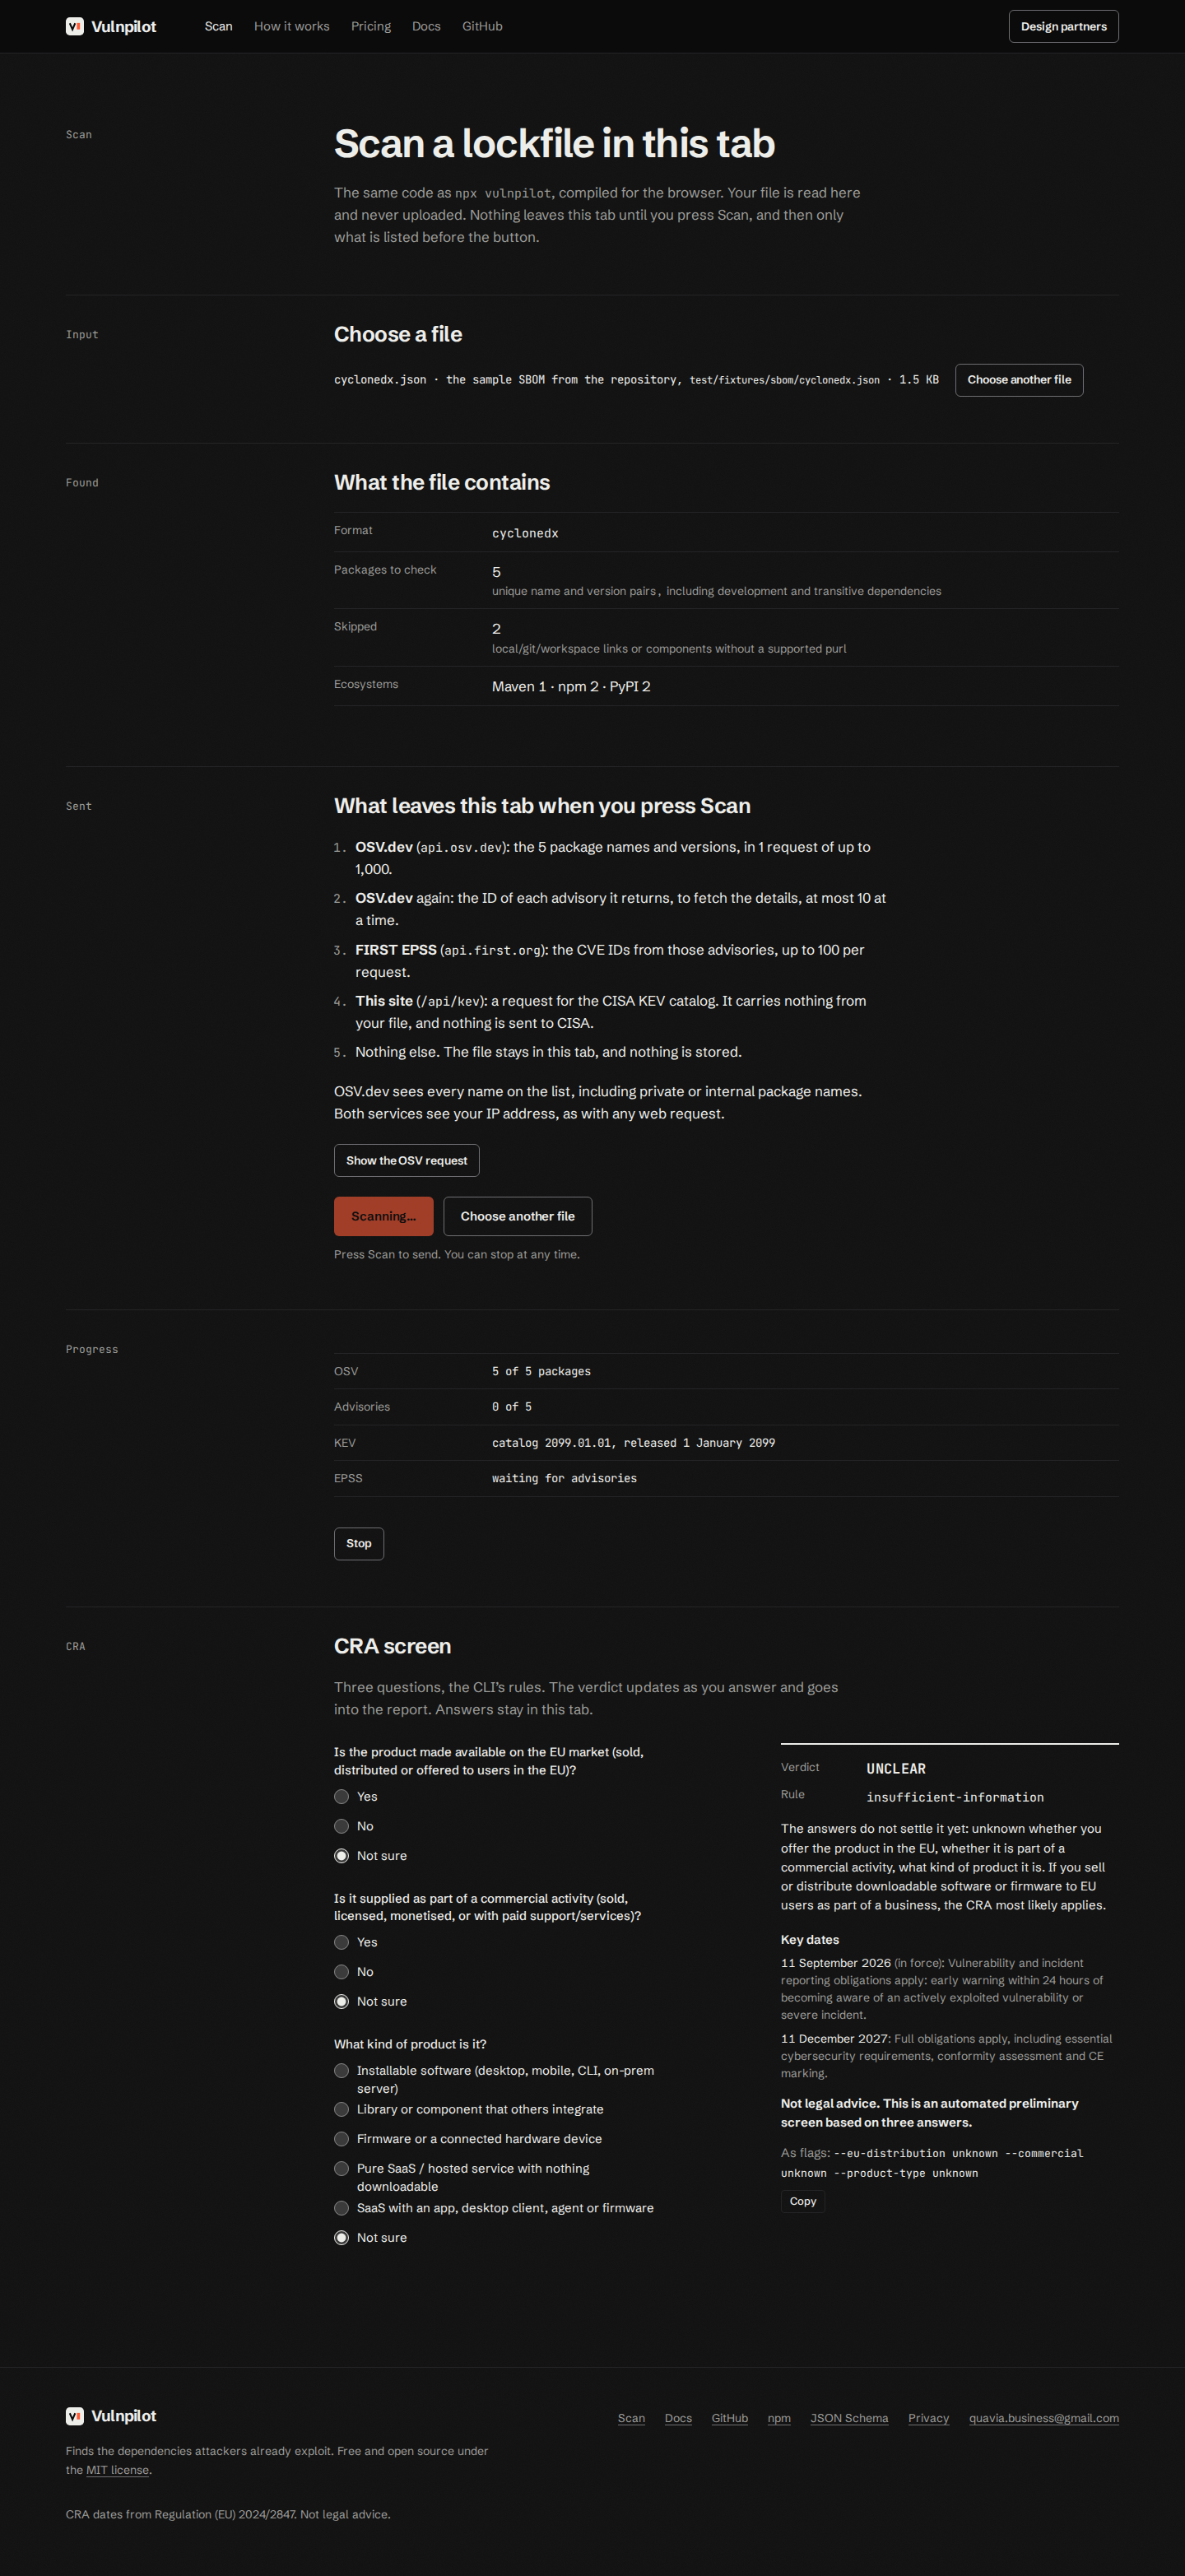 Vulnpilot
Scan
How it works
Pricing
Docs
GitHub
Design partners
Scan
Scan a lockfile in this tab
The same code as npx vulnpilot, compiled for the browser. Your file is read here
and never uploaded. Nothing leaves this tab until you press Scan, and then only
what is listed before the button.
Input
Choose a file
cyclonedx.json · the sample SBOM from the repository, test/fixtures/sbom/cyclonedx.json · 1.5 KB
Choose another file
Found
What the file contains
Format
cyclonedx
Packages to check
5
unique name and version pairs, including development and transitive dependencies
Skipped
2
local/git/workspace links or components without a supported purl
Ecosystems
Maven 1 · npm 2 · PyPI 2
Sent
What leaves this tab when you press Scan
1. OSV.dev (api.osv.dev): the 5 package names and versions, in 1 request of up to
1,000.
2. OSV.dev again: the ID of each advisory it returns, to fetch the details, at most 10 at
a time.
3. FIRST EPSS (api.first.org): the CVE IDs from those advisories, up to 100 per
request.
4. This site (/api/kev): a request for the CISA KEV catalog. It carries nothing from
your file, and nothing is sent to CISA.
5. Nothing else. The file stays in this tab, and nothing is stored.
OSV.dev sees every name on the list, including private or internal package names.
Both services see your IP address, as with any web request.
Show the OSV request
Scanning…
Choose another file
Press Scan to send. You can stop at any time.
Progress
OSV
5 of 5 packages
Advisories
0 of 5
KEV
catalog 2099.01.01, released 1 January 2099
EPSS
waiting for advisories
Stop
CRA
CRA screen
Three questions, the CLI’s rules. The verdict updates as you answer and goes
into the report. Answers stay in this tab.
Is the product made available on the EU market (sold,
distributed or offered to users in the EU)?
Yes
No
Not sure
Is it supplied as part of a commercial activity (sold,
licensed, monetised, or with paid support/services)?
Yes
No
Not sure
What kind of product is it?
Installable software (desktop, mobile, CLI, on-prem
server)
Library or component that others integrate
Firmware or a connected hardware device
Pure SaaS / hosted service with nothing
downloadable
SaaS with an app, desktop client, agent or firmware
Not sure
Verdict
UNCLEAR
Rule
insufficient-information
The answers do not settle it yet: unknown whether you
offer the product in the EU, whether it is part of a
commercial activity, what kind of product it is. If you sell
or distribute downloadable software or firmware to EU
users as part of a business, the CRA most likely applies.
Key dates
11 September 2026 (in force): Vulnerability and incident
reporting obligations apply: early warning within 24 hours of
becoming aware of an actively exploited vulnerability or
severe incident.
11 December 2027: Full obligations apply, including essential
cybersecurity requirements, conformity assessment and CE
marking.
Not legal advice. This is an automated preliminary
screen based on three answers.
As flags: --eu-distribution unknown --commercial
unknown --product-type unknown
Copy
Vulnpilot
Scan
Docs
GitHub
npm
JSON Schema
Privacy
quavia.business@gmail.com
Finds the dependencies attackers already exploit. Free and open source under
the MIT license.
CRA dates from Regulation (EU) 2024/2847. Not legal advice.